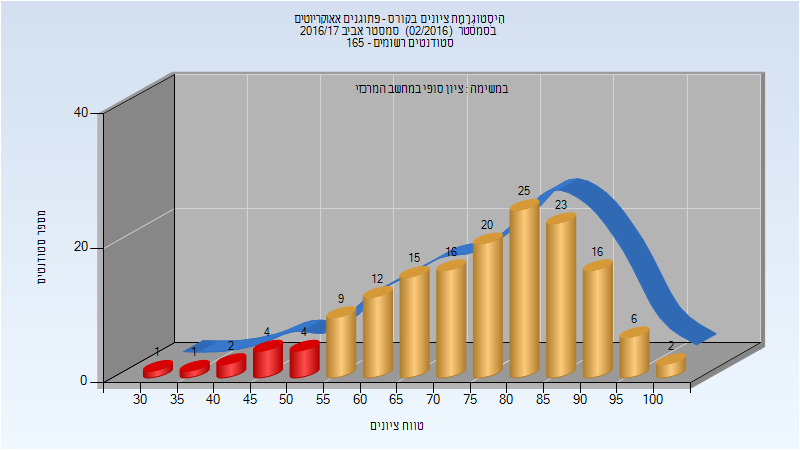 היסטוגרמת ציונים בקורס - פתוגנים אאוקריוטים
בסמסטר (02/2016) סמסטר אביב 2016/17
סטודנטים רשומים - 165
במשימה : ציון סופי במחשב המרכזי
40
20
0
מספר סטודנטים
1 1 2 4 4 9 12 15 16 20 25 23 16 6 2
30 35 40 45 50 55 60 65 70 75 80 85 90 95 100
טווח ציונים